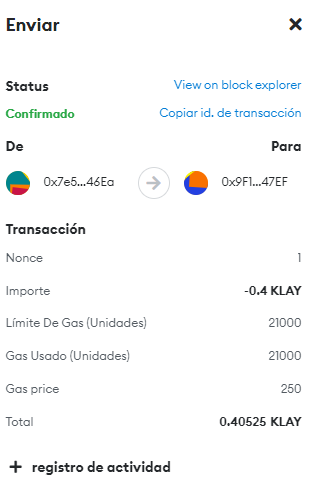 Enviar
Status
View on block explorer
Confirmado
Copiar id. de transacción
De
Para
0x7e5...46Ea
0x9F1...47EF
Transacción
Nonce 1
Importe -0.4 KLAY
Límite De Gas (Unidades) 21000
Gas Usado (Unidades) 21000
Gas price 250
Total 0.40525 KLAY
+ registro de actividad